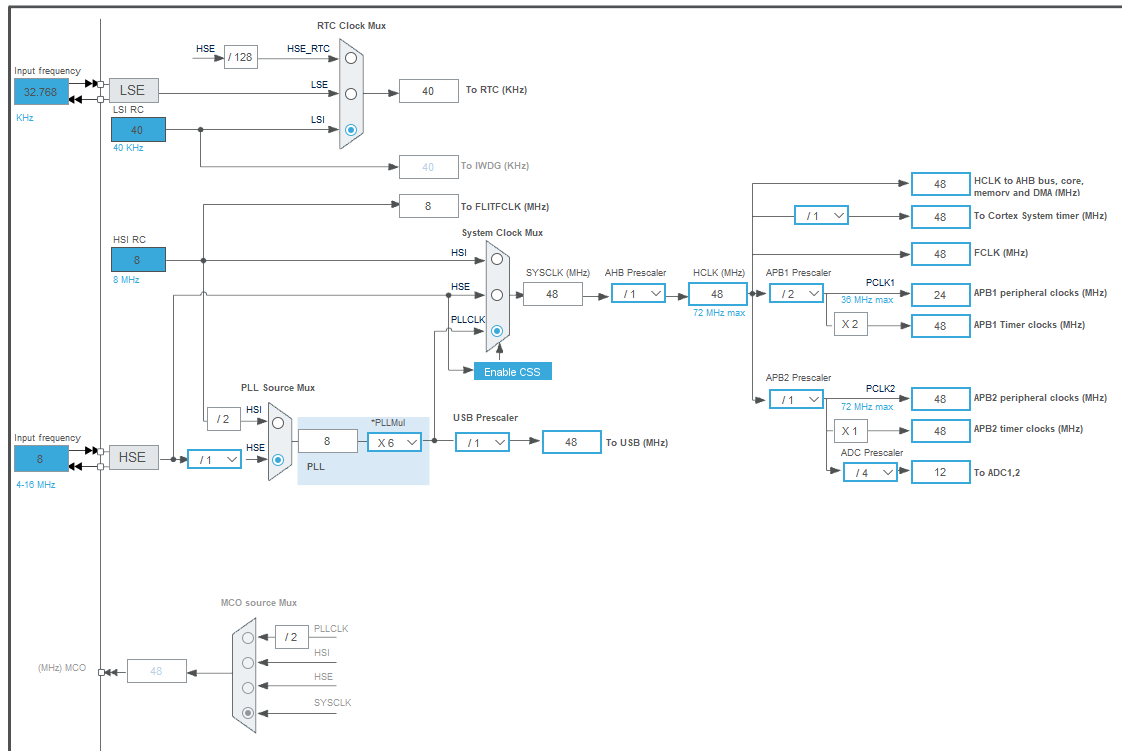 RTC Clock Mux
HSE
/ 128
HSE_RTC
Input frequency
32.768
KHz
LSE
LSE
40
To RTC (KHz)
LSI RC
40
40 KHz
LSI
40
To IWDG (KHz)
8
To FLITFCLK (MHz)
HSI RC
8
8 MHz
System Clock Mux
HSI
HSE
PLLCLK
Enable CSS
SYSCLK (MHz)
48
AHB Prescaler
/ 1
HCLK (MHz)
48
72 MHz max
48
HCLK to AHB bus, core,
memory and DMA (MHz)
/ 1
48
To Cortex System timer (MHz)
48
FCLK (MHz)
APB1 Prescaler
/ 2
PCLK1
36 MHz max
24
APB1 peripheral clocks (MHz)
X 2
48
APB1 Timer clocks (MHz)
APB2 Prescaler
/ 1
PCLK2
72 MHz max
48
APB2 peripheral clocks (MHz)
X 1
48
APB2 timer clocks (MHz)
ADC Prescaler
/ 4
12
To ADC1,2
PLL Source Mux
/ 2
HSI
Input frequency
8
4-16 MHz
HSE
/ 1
HSE
8
*PLLMul
X 6
PLL
USB Prescaler
/ 1
48
To USB (MHz)
MCO source Mux
/ 2
PLLCLK
HSI
HSE
SYSCLK
(MHz) MCO
48